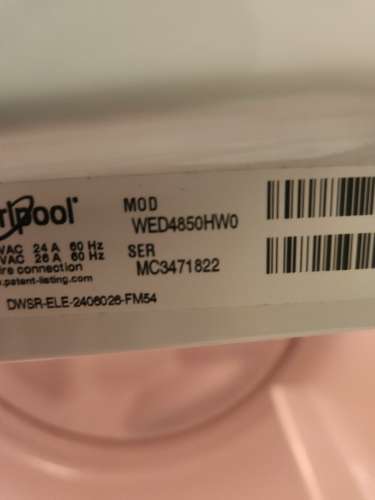 rlpool®
MOD
WED4850HW0
VAC 24 A 60 Hz
VAC 26 A 60 Hz
SER
MC3471822
ire connection
w.patent-listing.com
DWSR-ELE-2406026-FM54